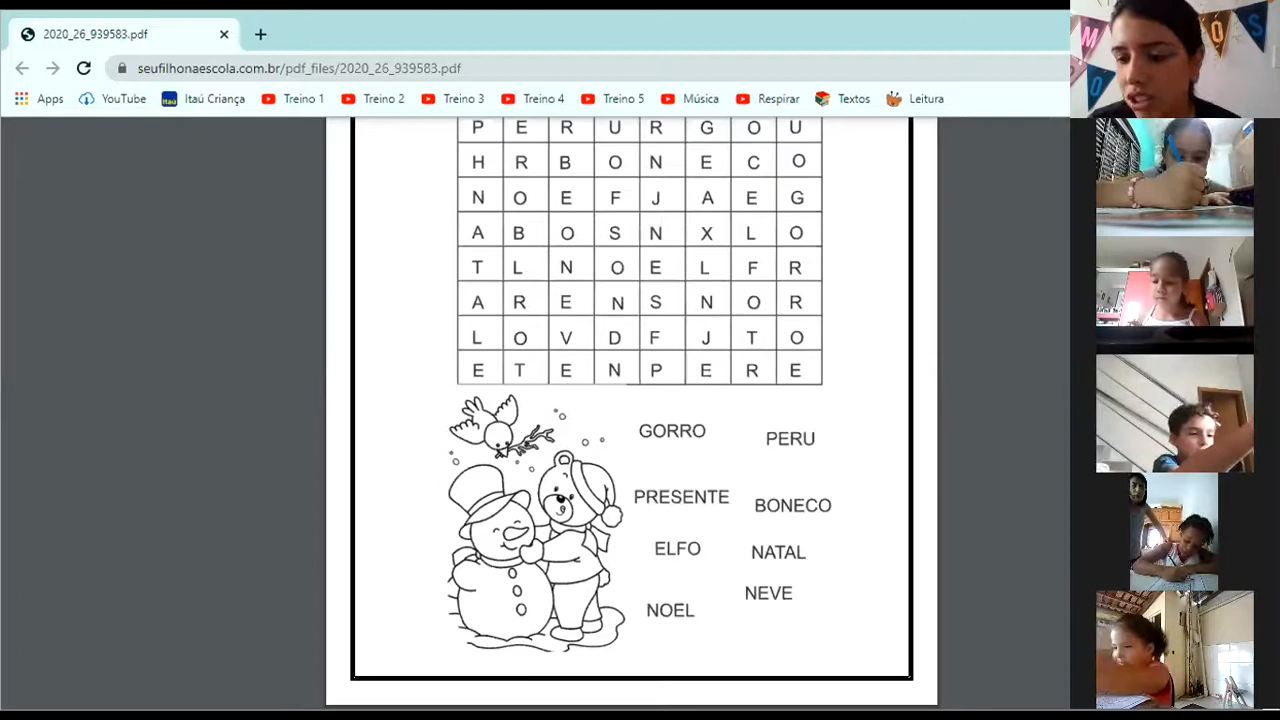 2020_26_939583.pdf
seufilhonaescola.com.br/pdf_files/2020_26_939583.pdf
Apps YouTube Itaú Itaú Criança Treino 1 Treino 2 Treino 3 Treino 4 Treino 5 Música Respirar Textos Leitura
P E R U R G O U
H R B O N E C O
N O E F J A E G
A B O S N X L O
T L N O E L F R
A R E N S N O R
L O V D F J T O
E T E N P E R E
GORRO PERU
PRESENTE BONECO
ELFO NATAL
NEVE
NOEL
M Ó S
O